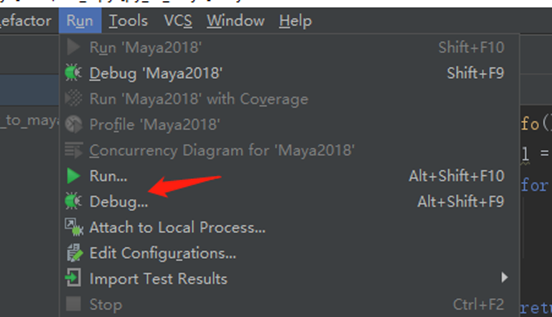 efactor Run Tools VCS Window Help
Run 'Maya2018' Shift+F10
Debug 'Maya2018' Shift+F9
Run 'Maya2018' with Coverage
_to_maya Profile 'Maya2018' fo(
Concurrency Diagram for 'Maya2018' l =
Run... Alt+Shift+F10 for
Debug... Alt+Shift+F9
Attach to Local Process...
Edit Configurations...
Import Test Results
Stop Ctrl+F2 retu